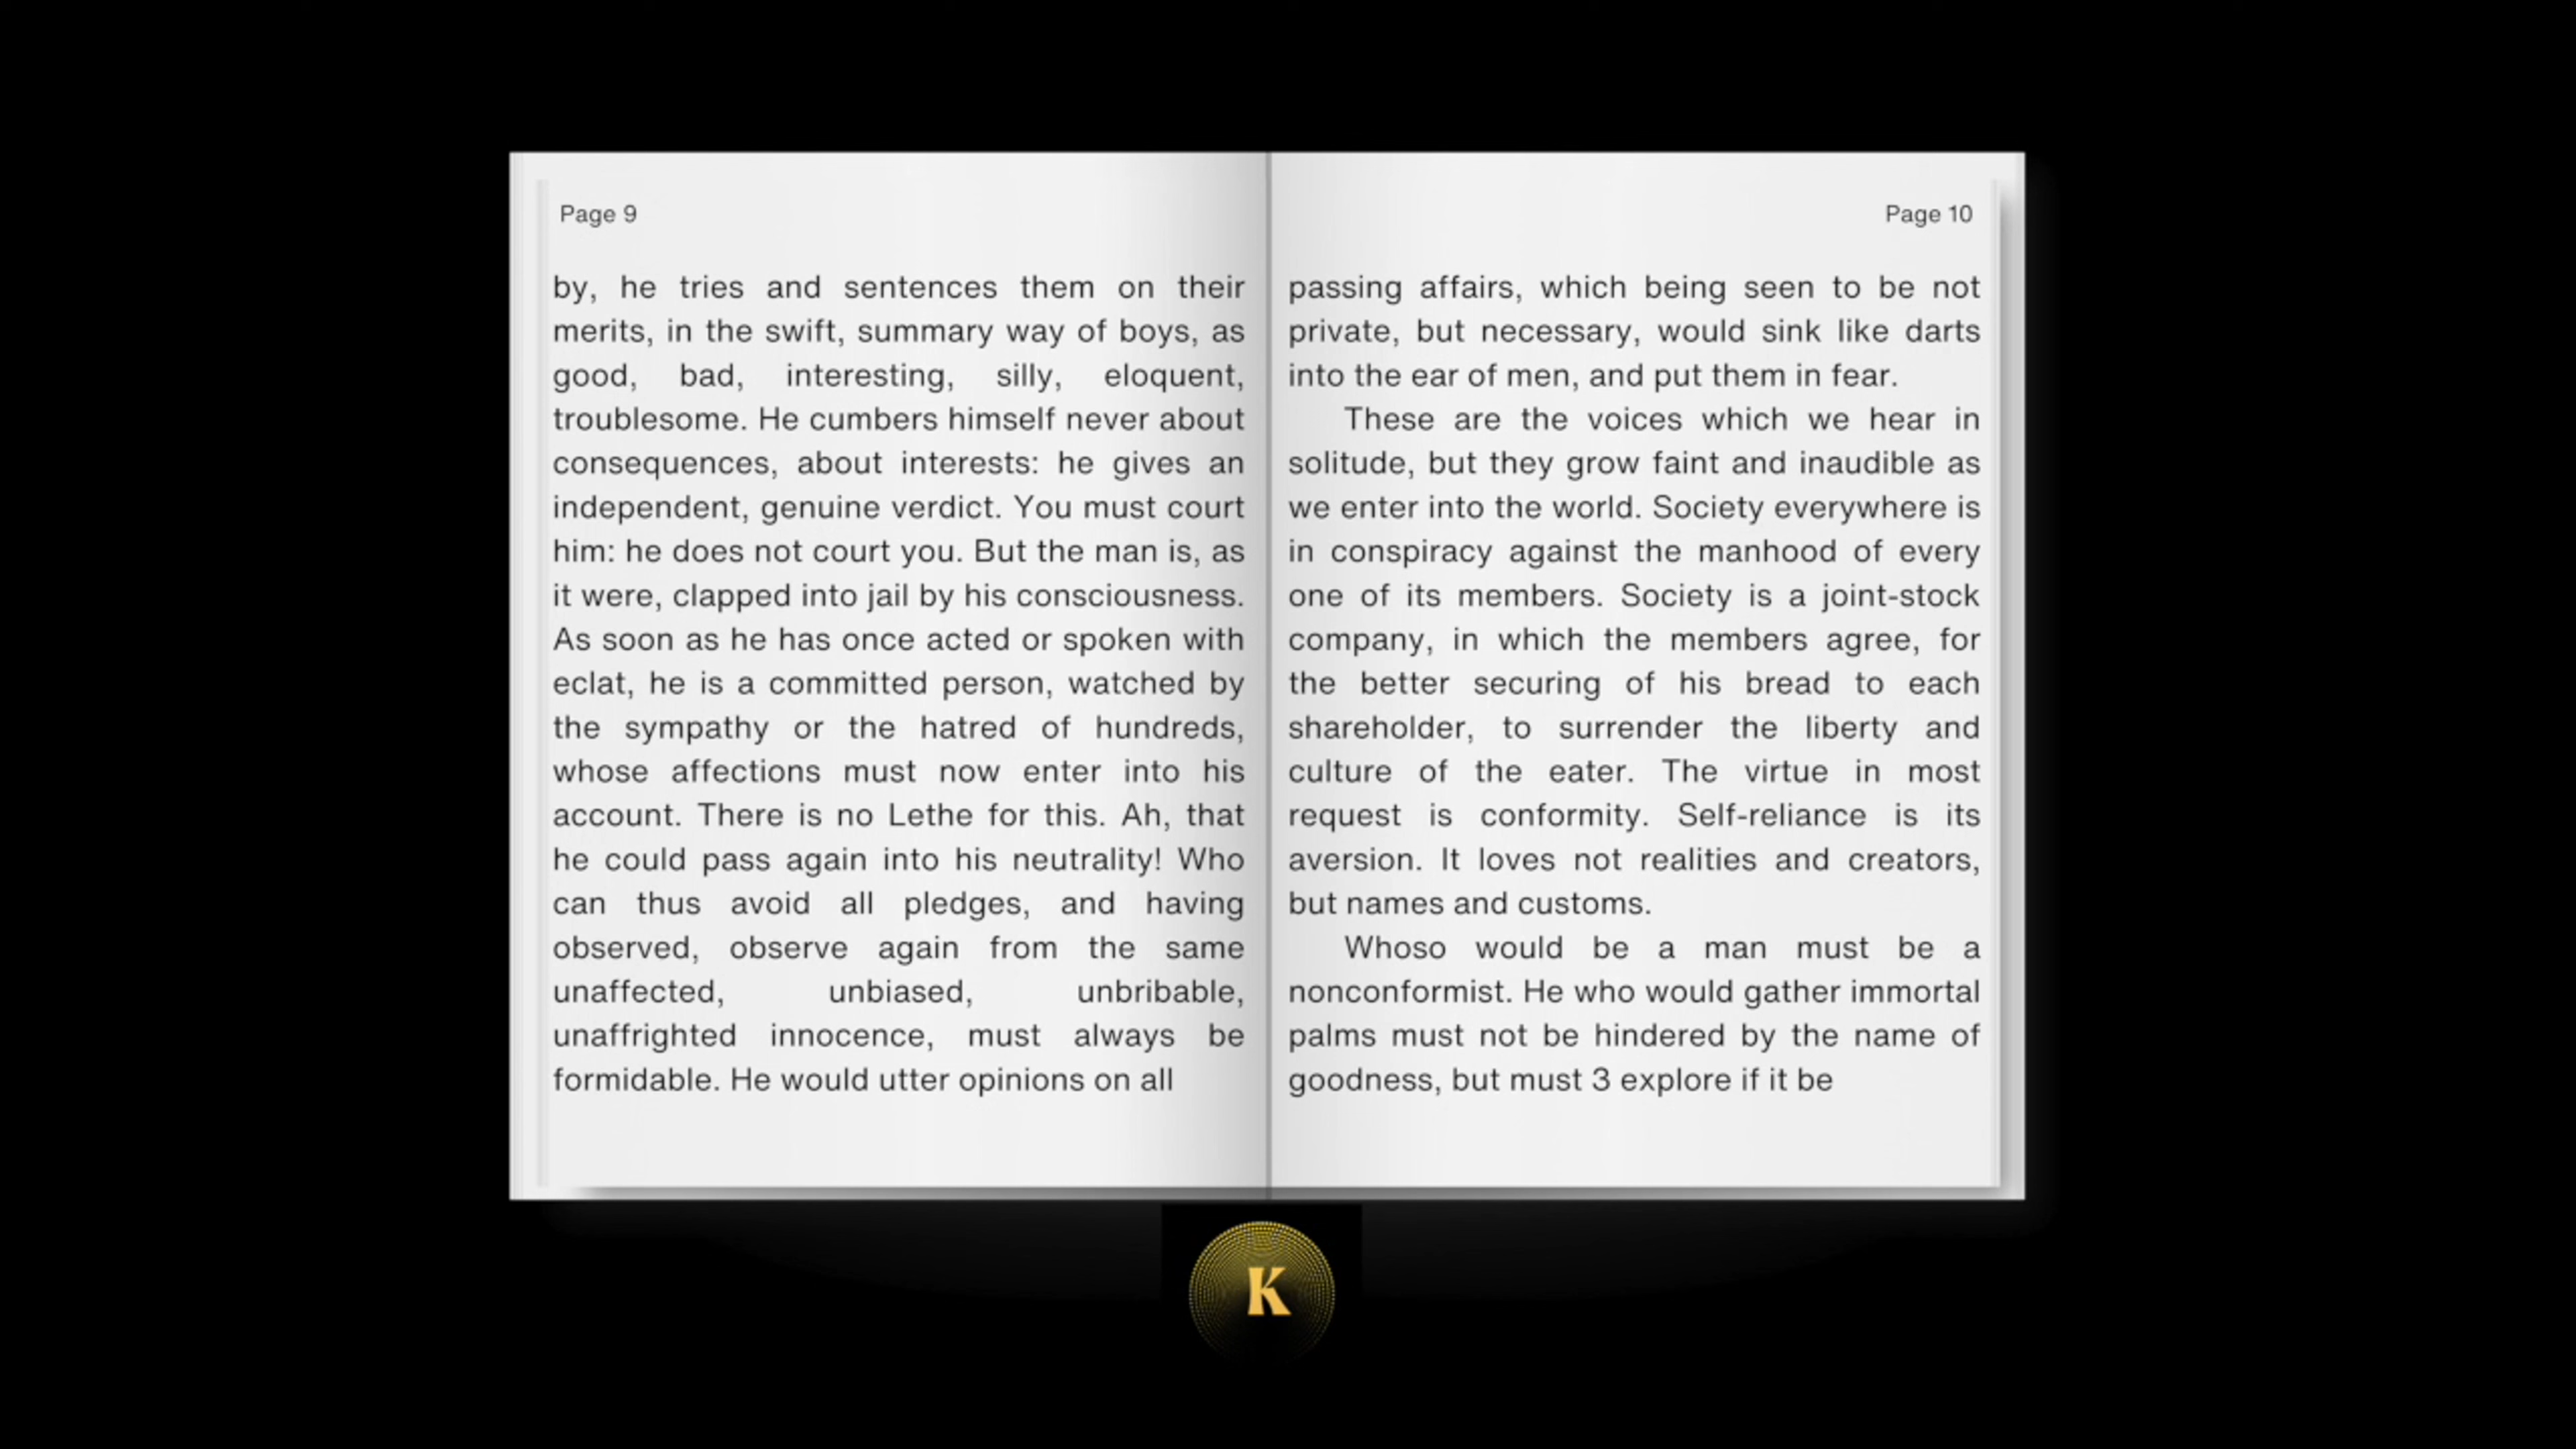 Page 9
by, he tries and sentences them on their
merits, in the swift, summary way of boys, as
good, bad, interesting, silly, eloquent,
troublesome. He cumbers himself never about
consequences, about interests: he gives an
independent, genuine verdict. You must court
him: he does not court you. But the man is, as
it were, clapped into jail by his consciousness.
As soon as he has once acted or spoken with
eclat, he is a committed person, watched by
the sympathy or the hatred of hundreds,
whose affections must now enter into his
account. There is no Lethe for this. Ah, that
he could pass again into his neutrality! Who
can thus avoid all pledges, and having
observed, observe again from the same
unaffected, unbiased, unbribable,
unaffrighted innocence, must always be
formidable. He would utter opinions on all
Page 10
passing affairs, which being seen to be not
private, but necessary, would sink like darts
into the ear of men, and put them in fear.
These are the voices which we hear in
solitude, but they grow faint and inaudible as
we enter into the world. Society everywhere is
in conspiracy against the manhood of every
one of its members. Society is a joint-stock
company, in which the members agree, for
the better securing of his bread to each
shareholder, to surrender the liberty and
culture of the eater. The virtue in most
request is conformity. Self-reliance is its
aversion. It loves not realities and creators,
but names and customs.
Whoso would be a man must be a
nonconformist. He who would gather immortal
palms must not be hindered by the name of
goodness, but must 3 explore if it be
K